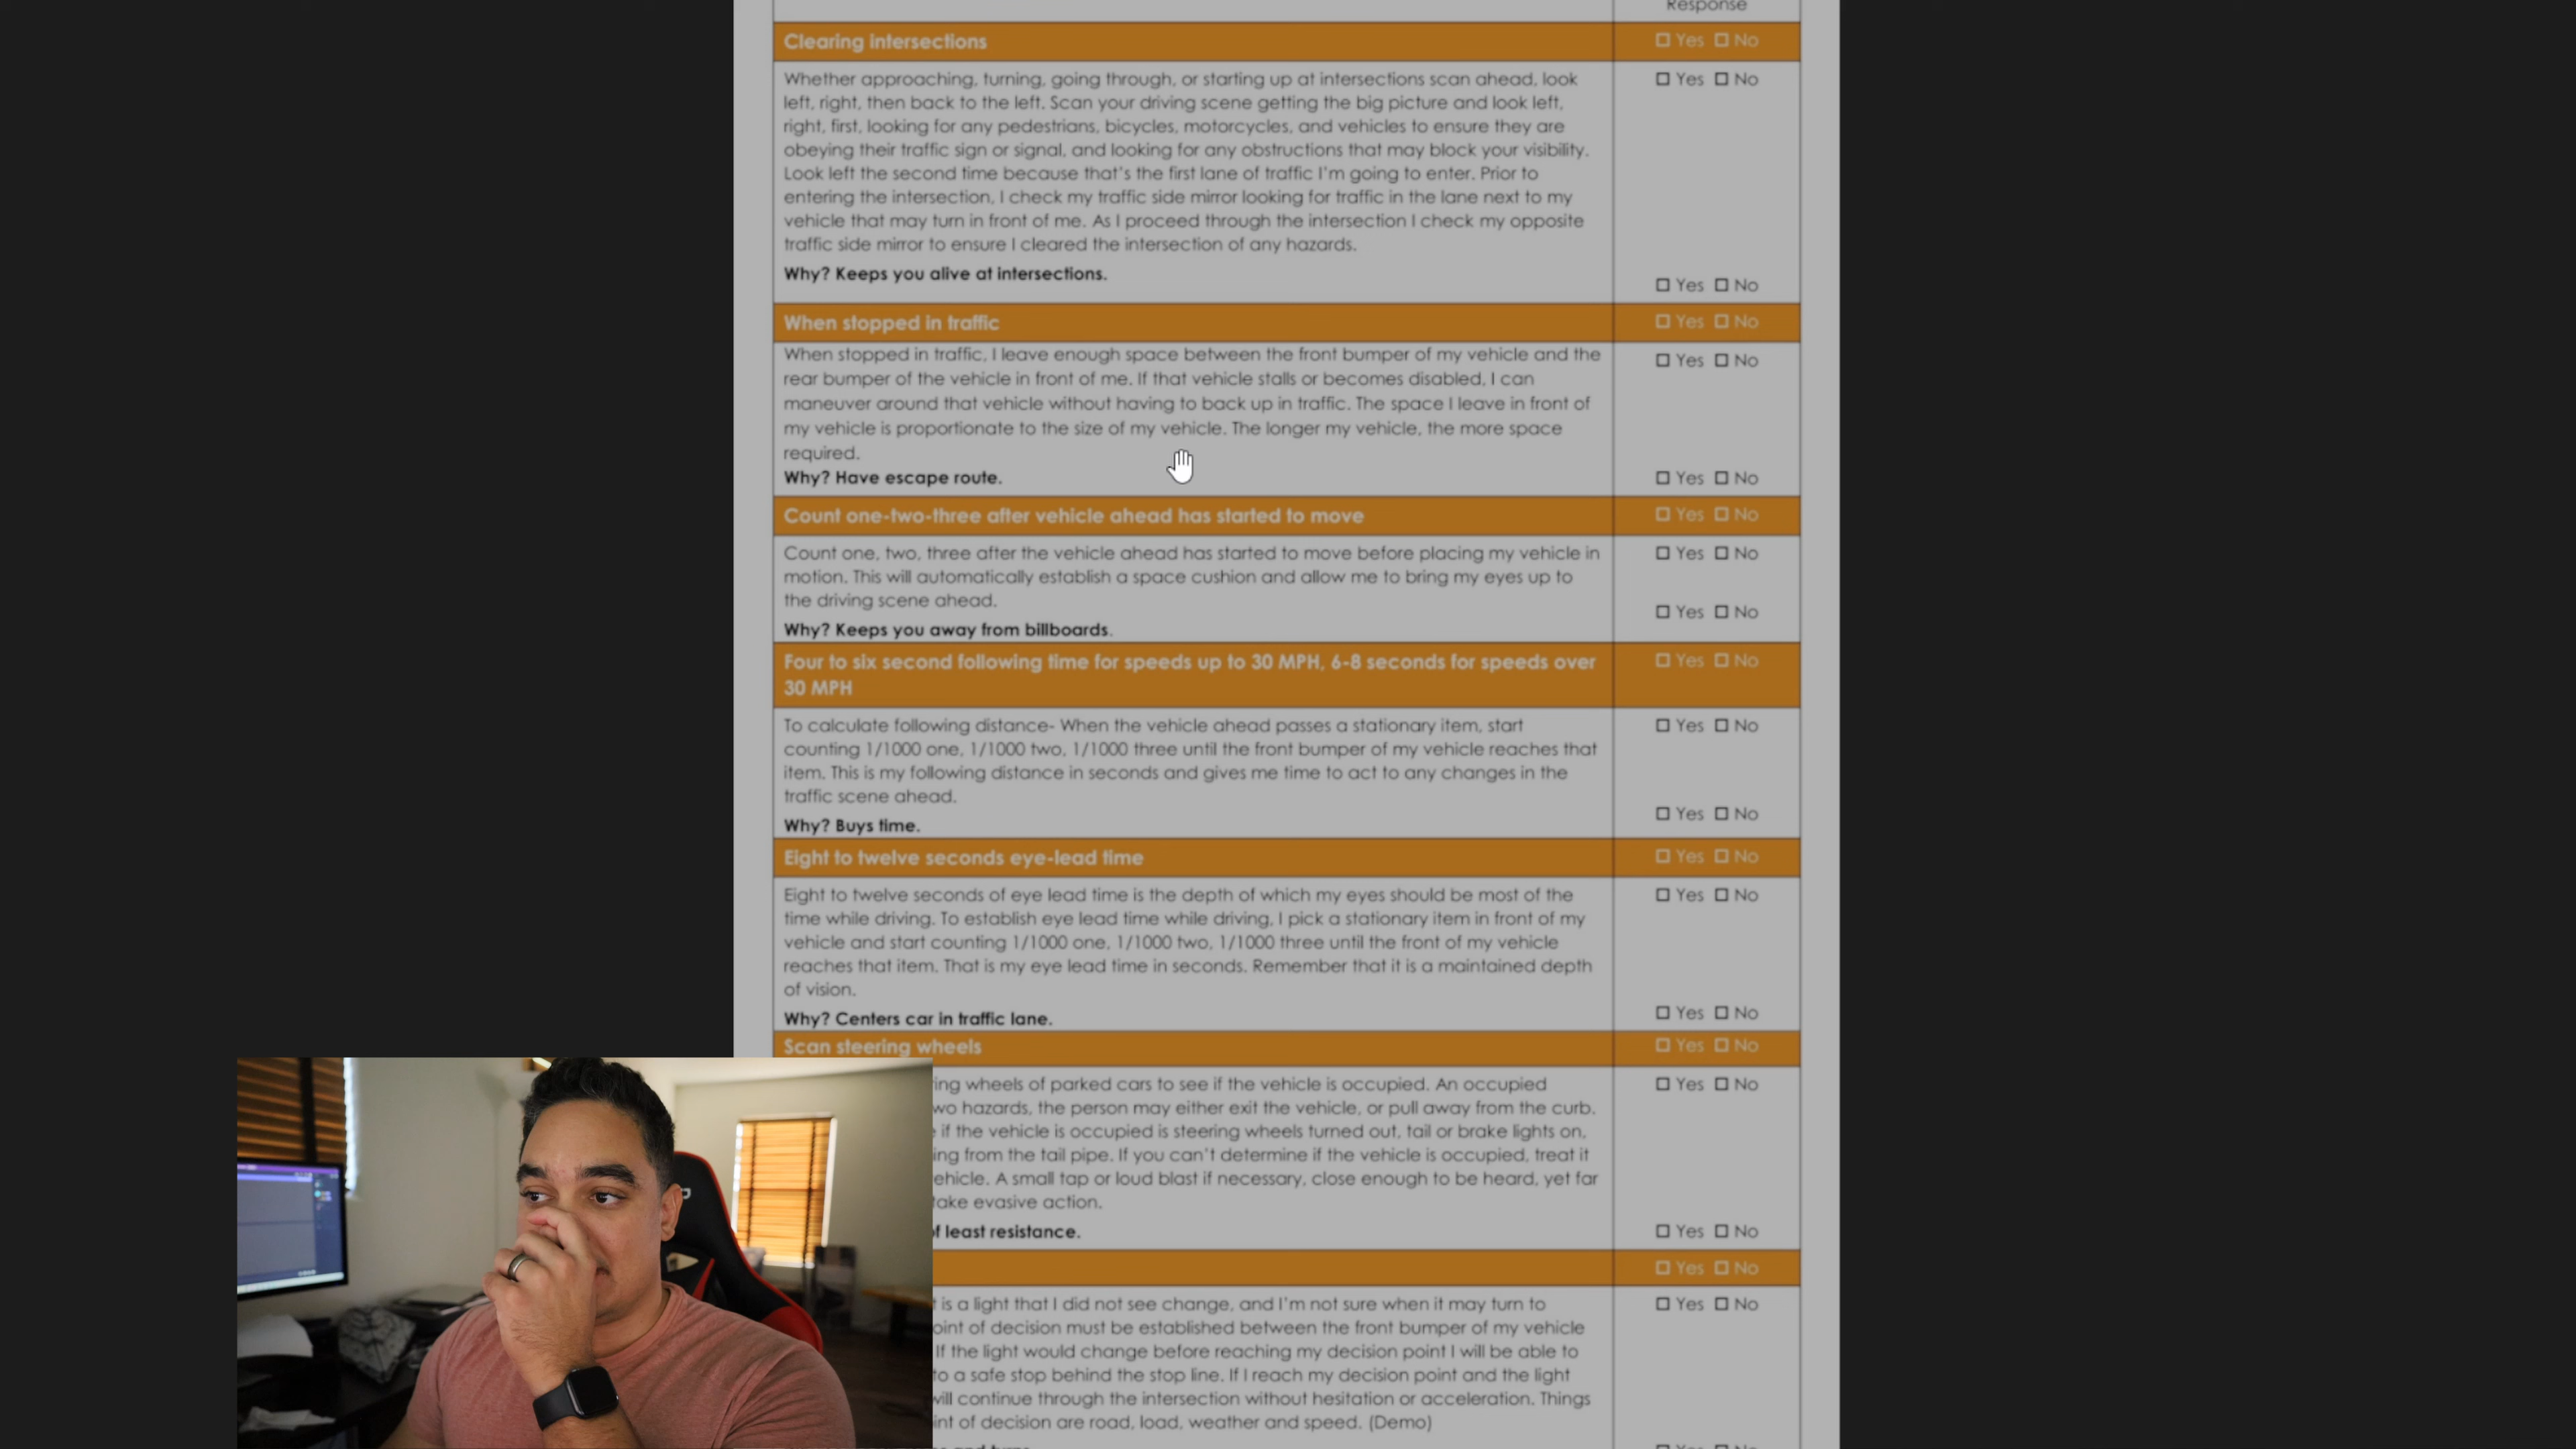 Response
Clearing intersections
☐ Yes ☐ No
Whether approaching, turning, going through, or starting up at intersections scan ahead, look
☐ Yes ☐ No
left, right, then back to the left. Scan your driving scene getting the big picture and look left,
right, first, looking for any pedestrians, bicycles, motorcycles, and vehicles to ensure they are
obeying their traffic sign or signal, and looking for any obstructions that may block your visibility.
Look left the second time because that's the first lane of traffic I'm going to enter. Prior to
entering the intersection, I check my traffic side mirror looking for traffic in the lane next to my
vehicle that may turn in front of me. As I proceed through the intersection I check my opposite
traffic side mirror to ensure I cleared the intersection of any hazards.
Why? Keeps you alive at intersections.
☐ Yes ☐ No
When stopped in traffic
☐ Yes ☐ No
When stopped in traffic, I leave enough space between the front bumper of my vehicle and the
☐ Yes ☐ No
rear bumper of the vehicle in front of me. If that vehicle stalls or becomes disabled, I can
maneuver around that vehicle without having to back up in traffic. The space I leave in front of
my vehicle is proportionate to the size of my vehicle. The longer my vehicle, the more space
required.
Why? Have escape route.
☐ Yes ☐ No
Count one-two-three after vehicle ahead has started to move
☐ Yes ☐ No
Count one, two, three after the vehicle ahead has started to move before placing my vehicle in
☐ Yes ☐ No
motion. This will automatically establish a space cushion and allow me to bring my eyes up to
the driving scene ahead.
☐ Yes ☐ No
Why? Keeps you away from billboards.
Four to six second following time for speeds up to 30 MPH, 6-8 seconds for speeds over
☐ Yes ☐ No
30 MPH
To calculate following distance- When the vehicle ahead passes a stationary item, start
☐ Yes ☐ No
counting 1/1000 one, 1/1000 two, 1/1000 three until the front bumper of my vehicle reaches that
item. This is my following distance in seconds and gives me time to act to any changes in the
traffic scene ahead.
☐ Yes ☐ No
Why? Buys time.
Eight to twelve seconds eye-lead time
☐ Yes ☐ No
Eight to twelve seconds of eye lead time is the depth of which my eyes should be most of the
☐ Yes ☐ No
time while driving. To establish eye lead time while driving, I pick a stationary item in front of my
vehicle and start counting 1/1000 one, 1/1000 two, 1/1000 three until the front of my vehicle
reaches that item. That is my eye lead time in seconds. Remember that it is a maintained depth
of vision.
Why? Centers car in traffic lane.
☐ Yes ☐ No
Scan steering wheels
☐ Yes ☐ No
ing wheels of parked cars to see if the vehicle is occupied. An occupied
☐ Yes ☐ No
wo hazards, the person may either exit the vehicle, or pull away from the curb.
if the vehicle is occupied is steering wheels turned out, tail or brake lights on,
ing from the tail pipe. If you can't determine if the vehicle is occupied, treat it
ehicle. A small tap or loud blast if necessary, close enough to be heard, yet far
take evasive action.
f least resistance.
☐ Yes ☐ No
☐ Yes ☐ No
is a light that I did not see change, and I'm not sure when it may turn to
☐ Yes ☐ No
oint of decision must be established between the front bumper of my vehicle
If the light would change before reaching my decision point I will be able to
to a safe stop behind the stop line. If I reach my decision point and the light
will continue through the intersection without hesitation or acceleration. Things
int of decision are road, load, weather and speed. (Demo)